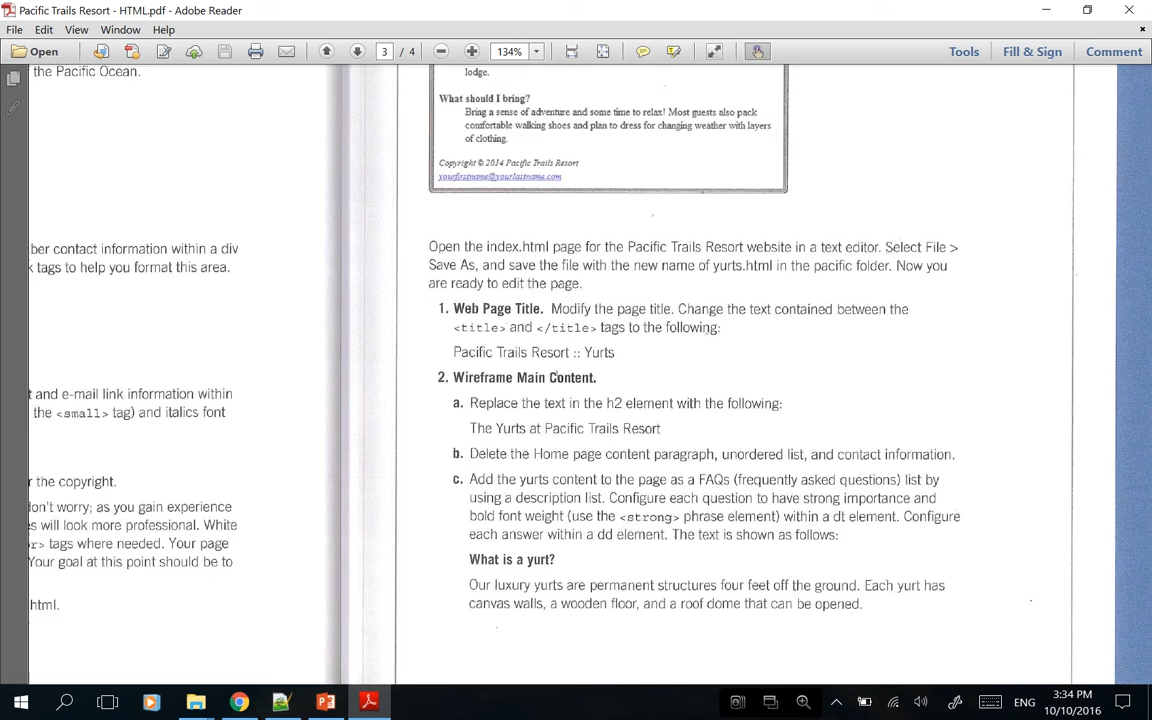 Pacific Trails Resort - HTML.pdf - Adobe Reader
File Edit View Window Help
Open 3 / 4 134% Tools Fill & Sign Comment
the Pacific Ocean.
ber contact information within a div
k tags to help you format this area.
t and e-mail link information within
the <small> tag) and italics font
r the copyright.
don't worry; as you gain experience
es will look more professional. White
or> tags where needed. Your page
Your goal at this point should be to
html.
lodge.
What should I bring?
Bring a sense of adventure and some time to relax! Most guests also pack
comfortable walking shoes and plan to dress for changing weather with layers
of clothing.
Copyright © 2014 Pacific Trails Resort
yourfirstname@yourlastname.com
Open the index.html page for the Pacific Trails Resort website in a text editor. Select File >
Save As, and save the file with the new name of yurts.html in the pacific folder. Now you
are ready to edit the page.
1. Web Page Title. Modify the page title. Change the text contained between the
<title> and </title> tags to the following:
Pacific Trails Resort :: Yurts
2. Wireframe Main Content.
a. Replace the text in the h2 element with the following:
The Yurts at Pacific Trails Resort
b. Delete the Home page content paragraph, unordered list, and contact information.
c. Add the yurts content to the page as a FAQs (frequently asked questions) list by
using a description list. Configure each question to have strong importance and
bold font weight (use the <strong> phrase element) within a dt element. Configure
each answer within a dd element. The text is shown as follows:
What is a yurt?
Our luxury yurts are permanent structures four feet off the ground. Each yurt has
canvas walls, a wooden floor, and a roof dome that can be opened.
ENG
3:34 PM
10/10/2016